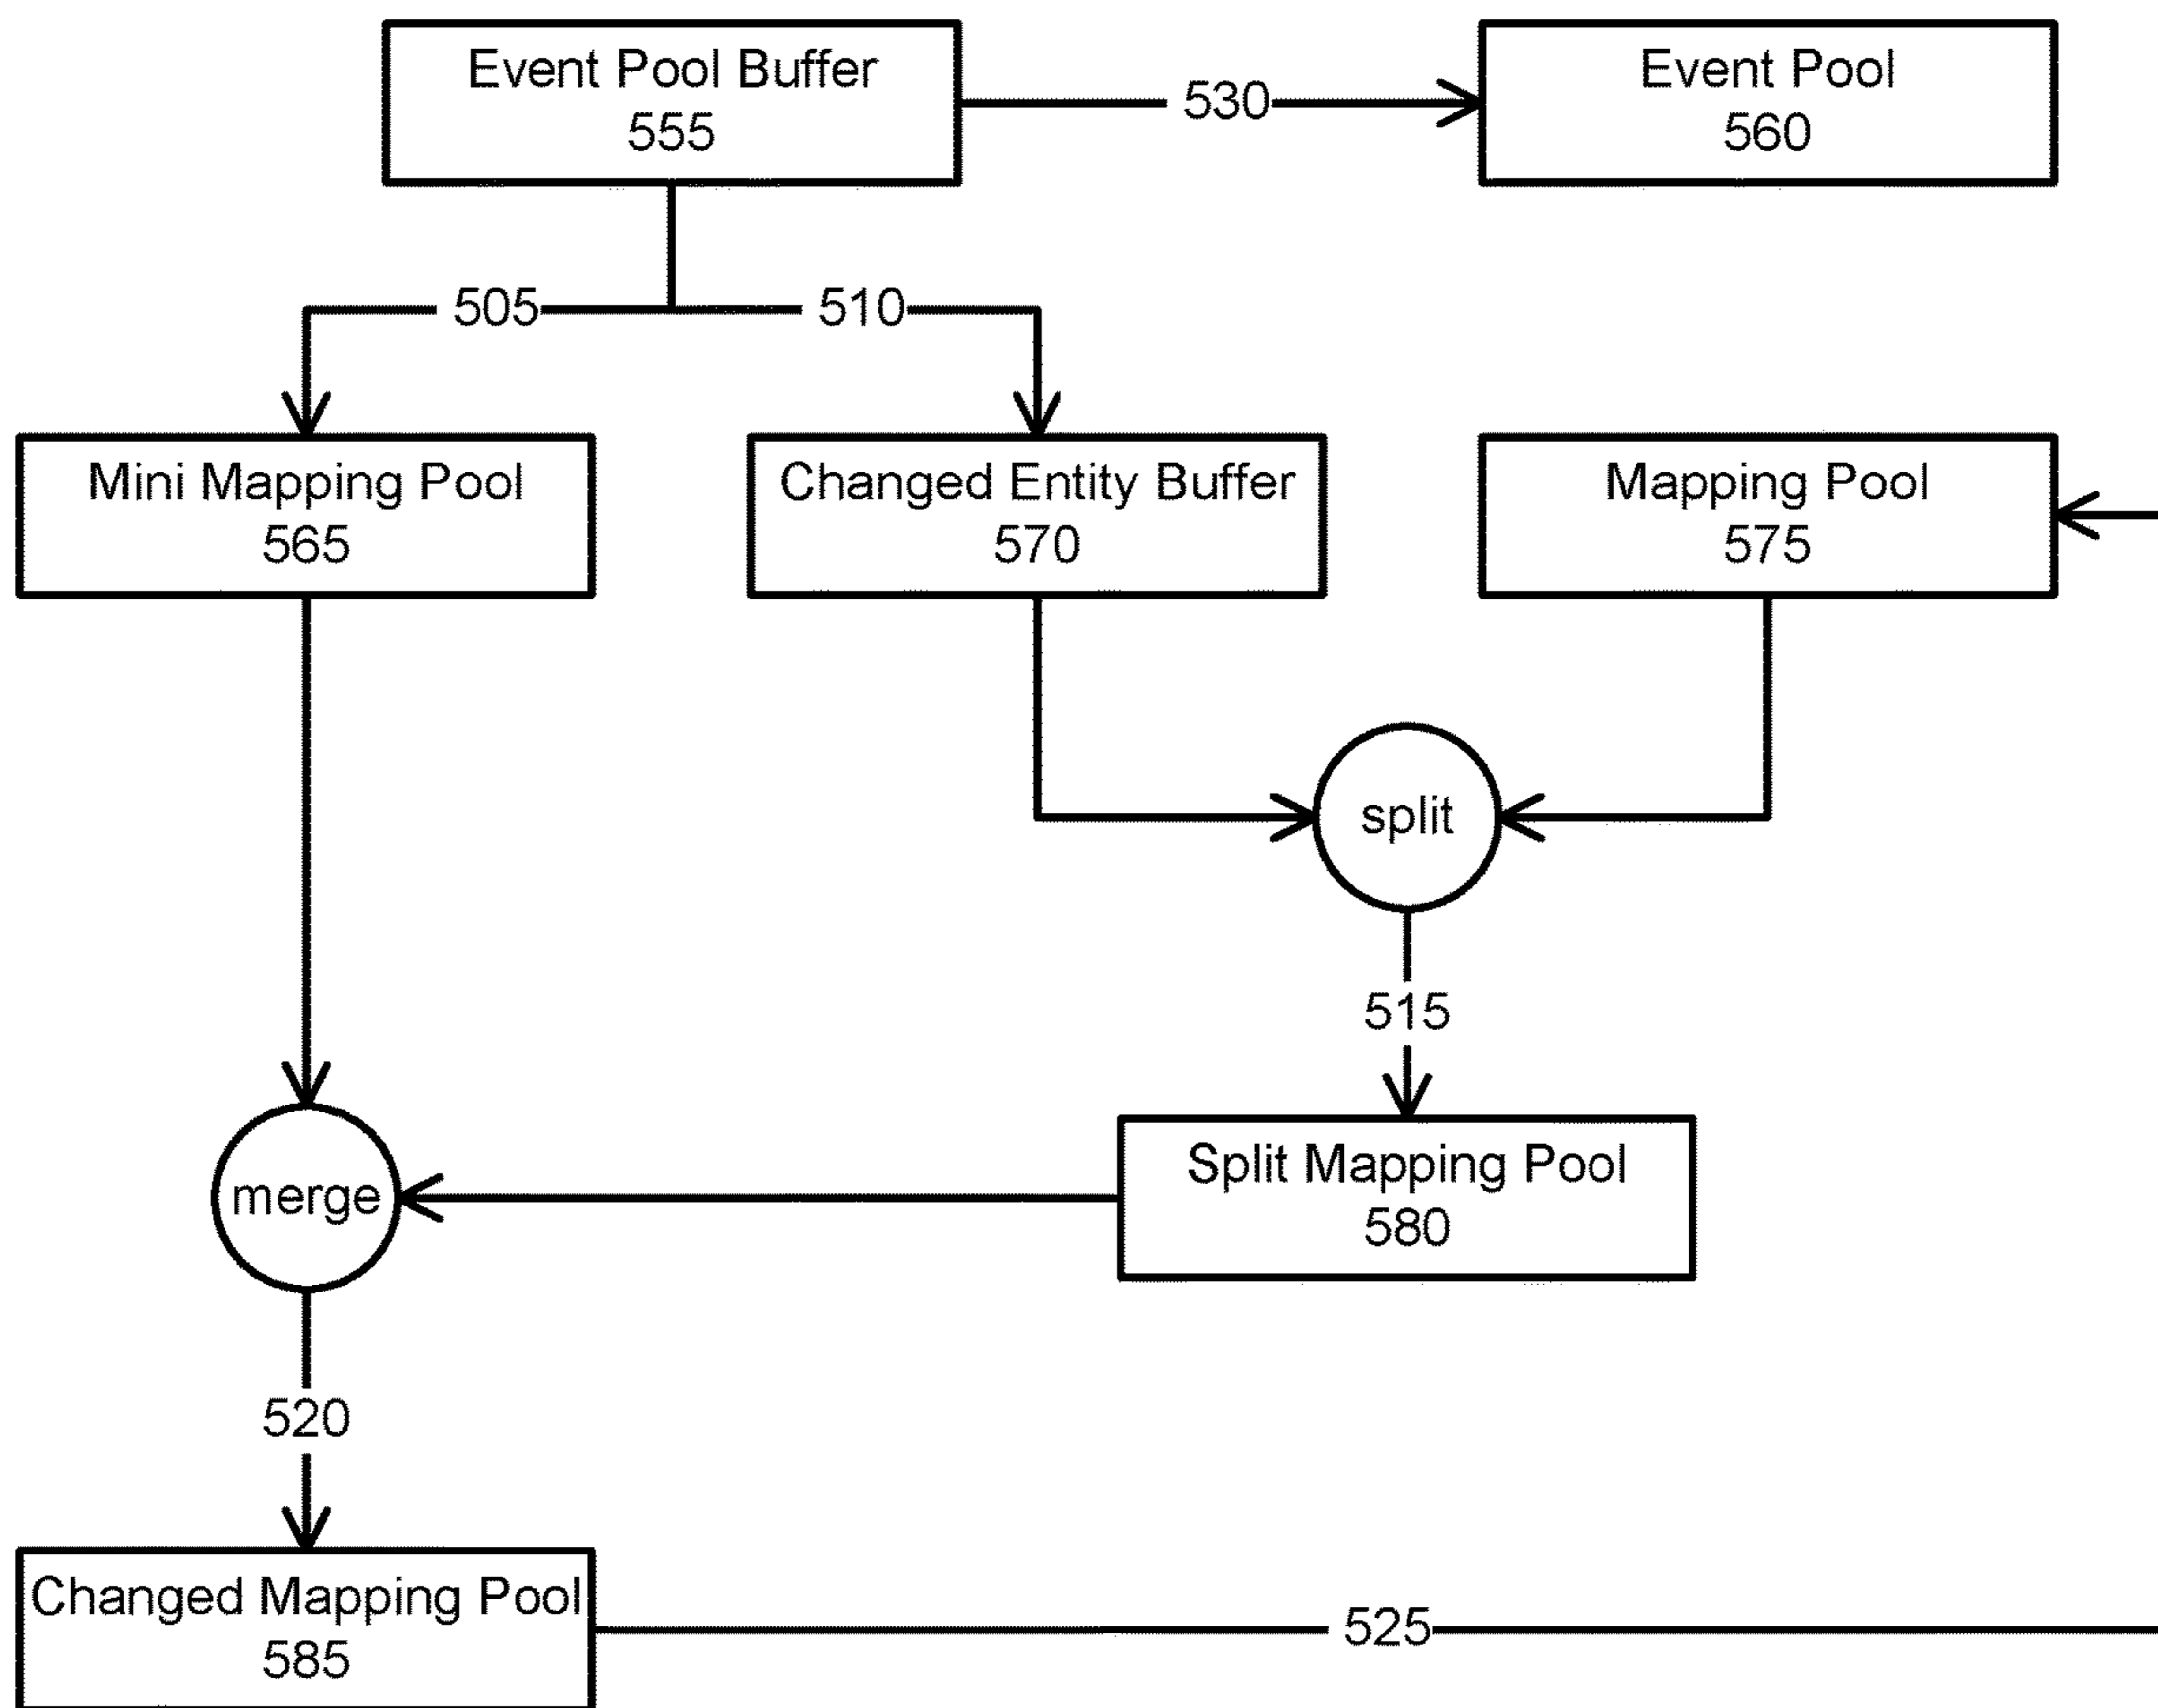 Event Pool Buffer
555
530
Event Pool
560
505
510
Mini Mapping Pool
565
Changed Entity Buffer
570
Mapping Pool
575
split
515
merge
Split Mapping Pool
580
520
Changed Mapping Pool
585
525